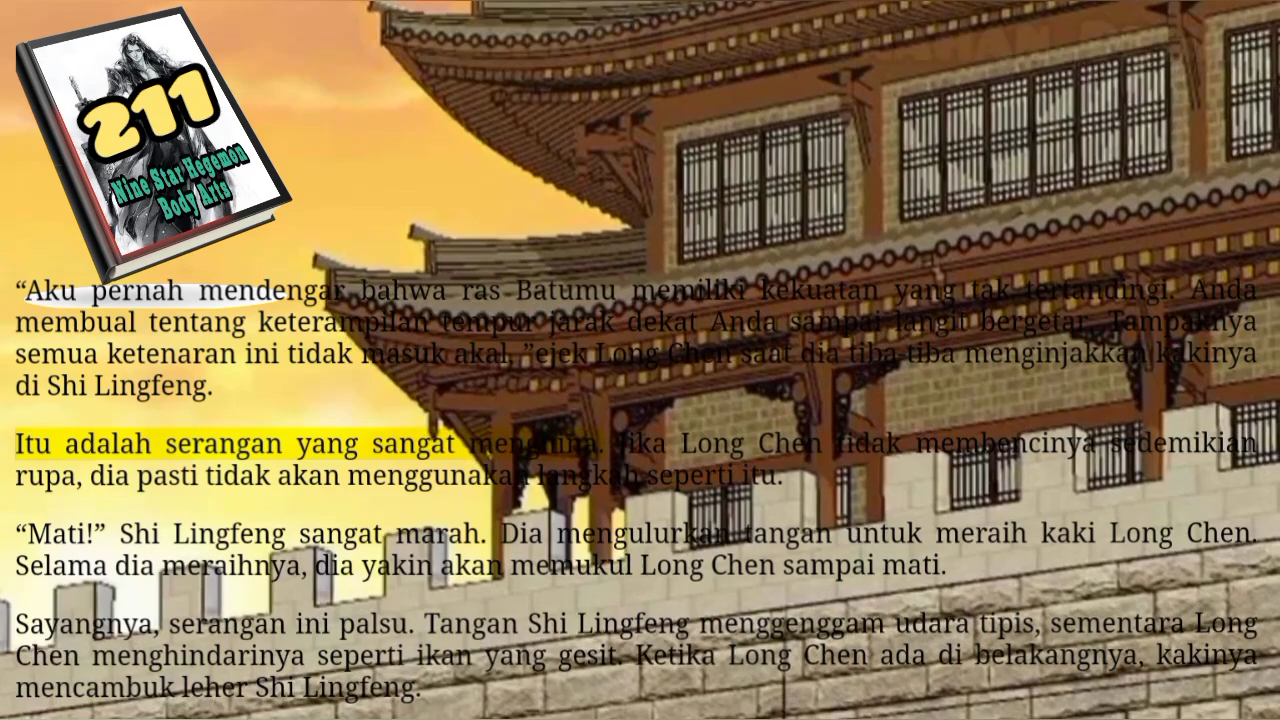 211
Nine Star Hegemon
Body Arts
“Aku pernah mendengar bahwa ras Batumu memiliki kekuatan yang tak tertandingi. Anda
membual tentang keterampilan tempur jarak dekat Anda sampai langit bergetar. Tampaknya
semua ketenaran ini tidak masuk akal, ”ejek Long Chen saat dia tiba-tiba menginjakkan kakinya
di Shi Lingfeng.
Itu adalah serangan yang sangat menghina. Jika Long Chen tidak membencinya sedemikian
rupa, dia pasti tidak akan menggunakan langkah seperti itu.
“Mati!” Shi Lingfeng sangat marah. Dia mengulurkan tangan untuk meraih kaki Long Chen.
Selama dia meraihnya, dia yakin akan memukul Long Chen sampai mati.
Sayangnya, serangan ini palsu. Tangan Shi Lingfeng menggenggam udara tipis, sementara Long
Chen menghindarinya seperti ikan yang gesit. Ketika Long Chen ada di belakangnya, kakinya
mencambuk leher Shi Lingfeng.